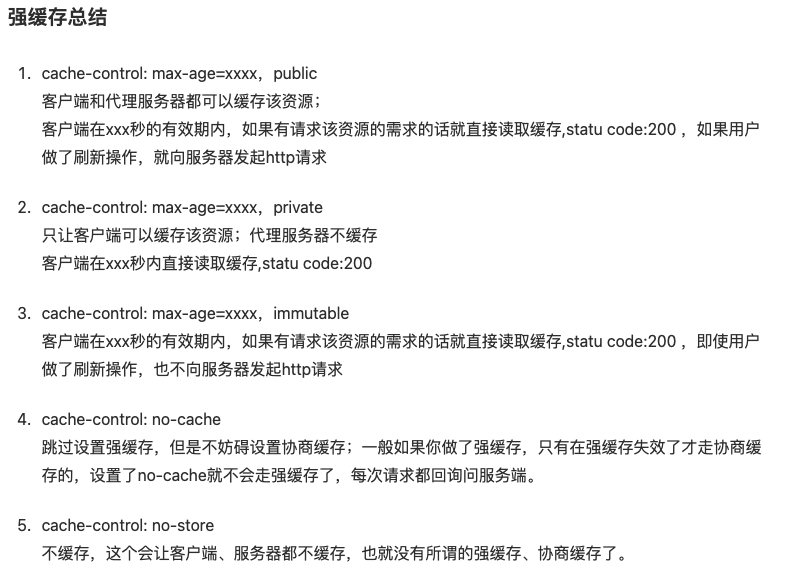 强缓存总结
1. cache-control: max-age=xxxx，public
客户端和代理服务器都可以缓存该资源；
客户端在xxx秒的有效期内，如果有请求该资源的需求的话就直接读取缓存,statu code:200 ，如果用户
做了刷新操作，就向服务器发起http请求
2. cache-control: max-age=xxxx，private
只让客户端可以缓存该资源；代理服务器不缓存
客户端在xxx秒内直接读取缓存,statu code:200
3. cache-control: max-age=xxxx，immutable
客户端在xxx秒的有效期内，如果有请求该资源的需求的话就直接读取缓存,statu code:200 ，即使用户
做了刷新操作，也不向服务器发起http请求
4. cache-control: no-cache
跳过设置强缓存，但是不妨碍设置协商缓存；一般如果你做了强缓存，只有在强缓存失效了才走协商缓
存的，设置了no-cache就不会走强缓存了，每次请求都回询问服务端。
5. cache-control: no-store
不缓存，这个会让客户端、服务器都不缓存，也就没有所谓的强缓存、协商缓存了。